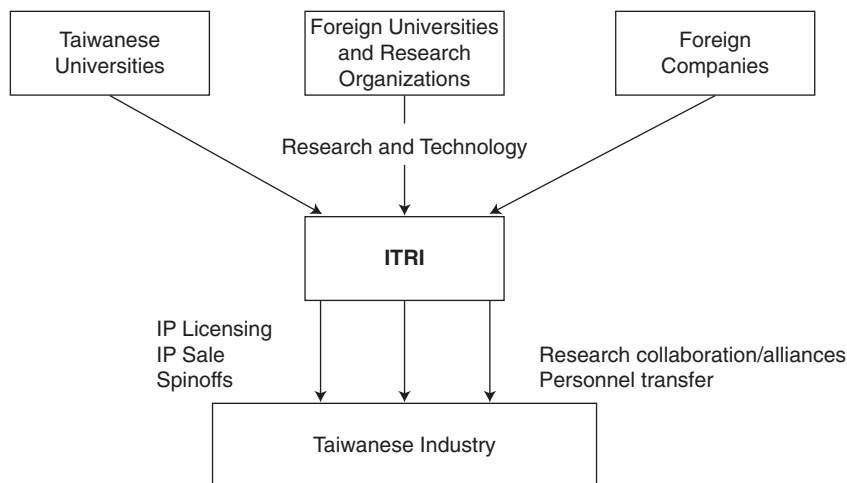 Taiwanese
Universities
Foreign Universities
and Research
Organizations
Foreign
Companies
Research and Technology
ITRI
IP Licensing
IP Sale
Spinoffs
Research collaboration/alliances
Personnel transfer
Taiwanese Industry